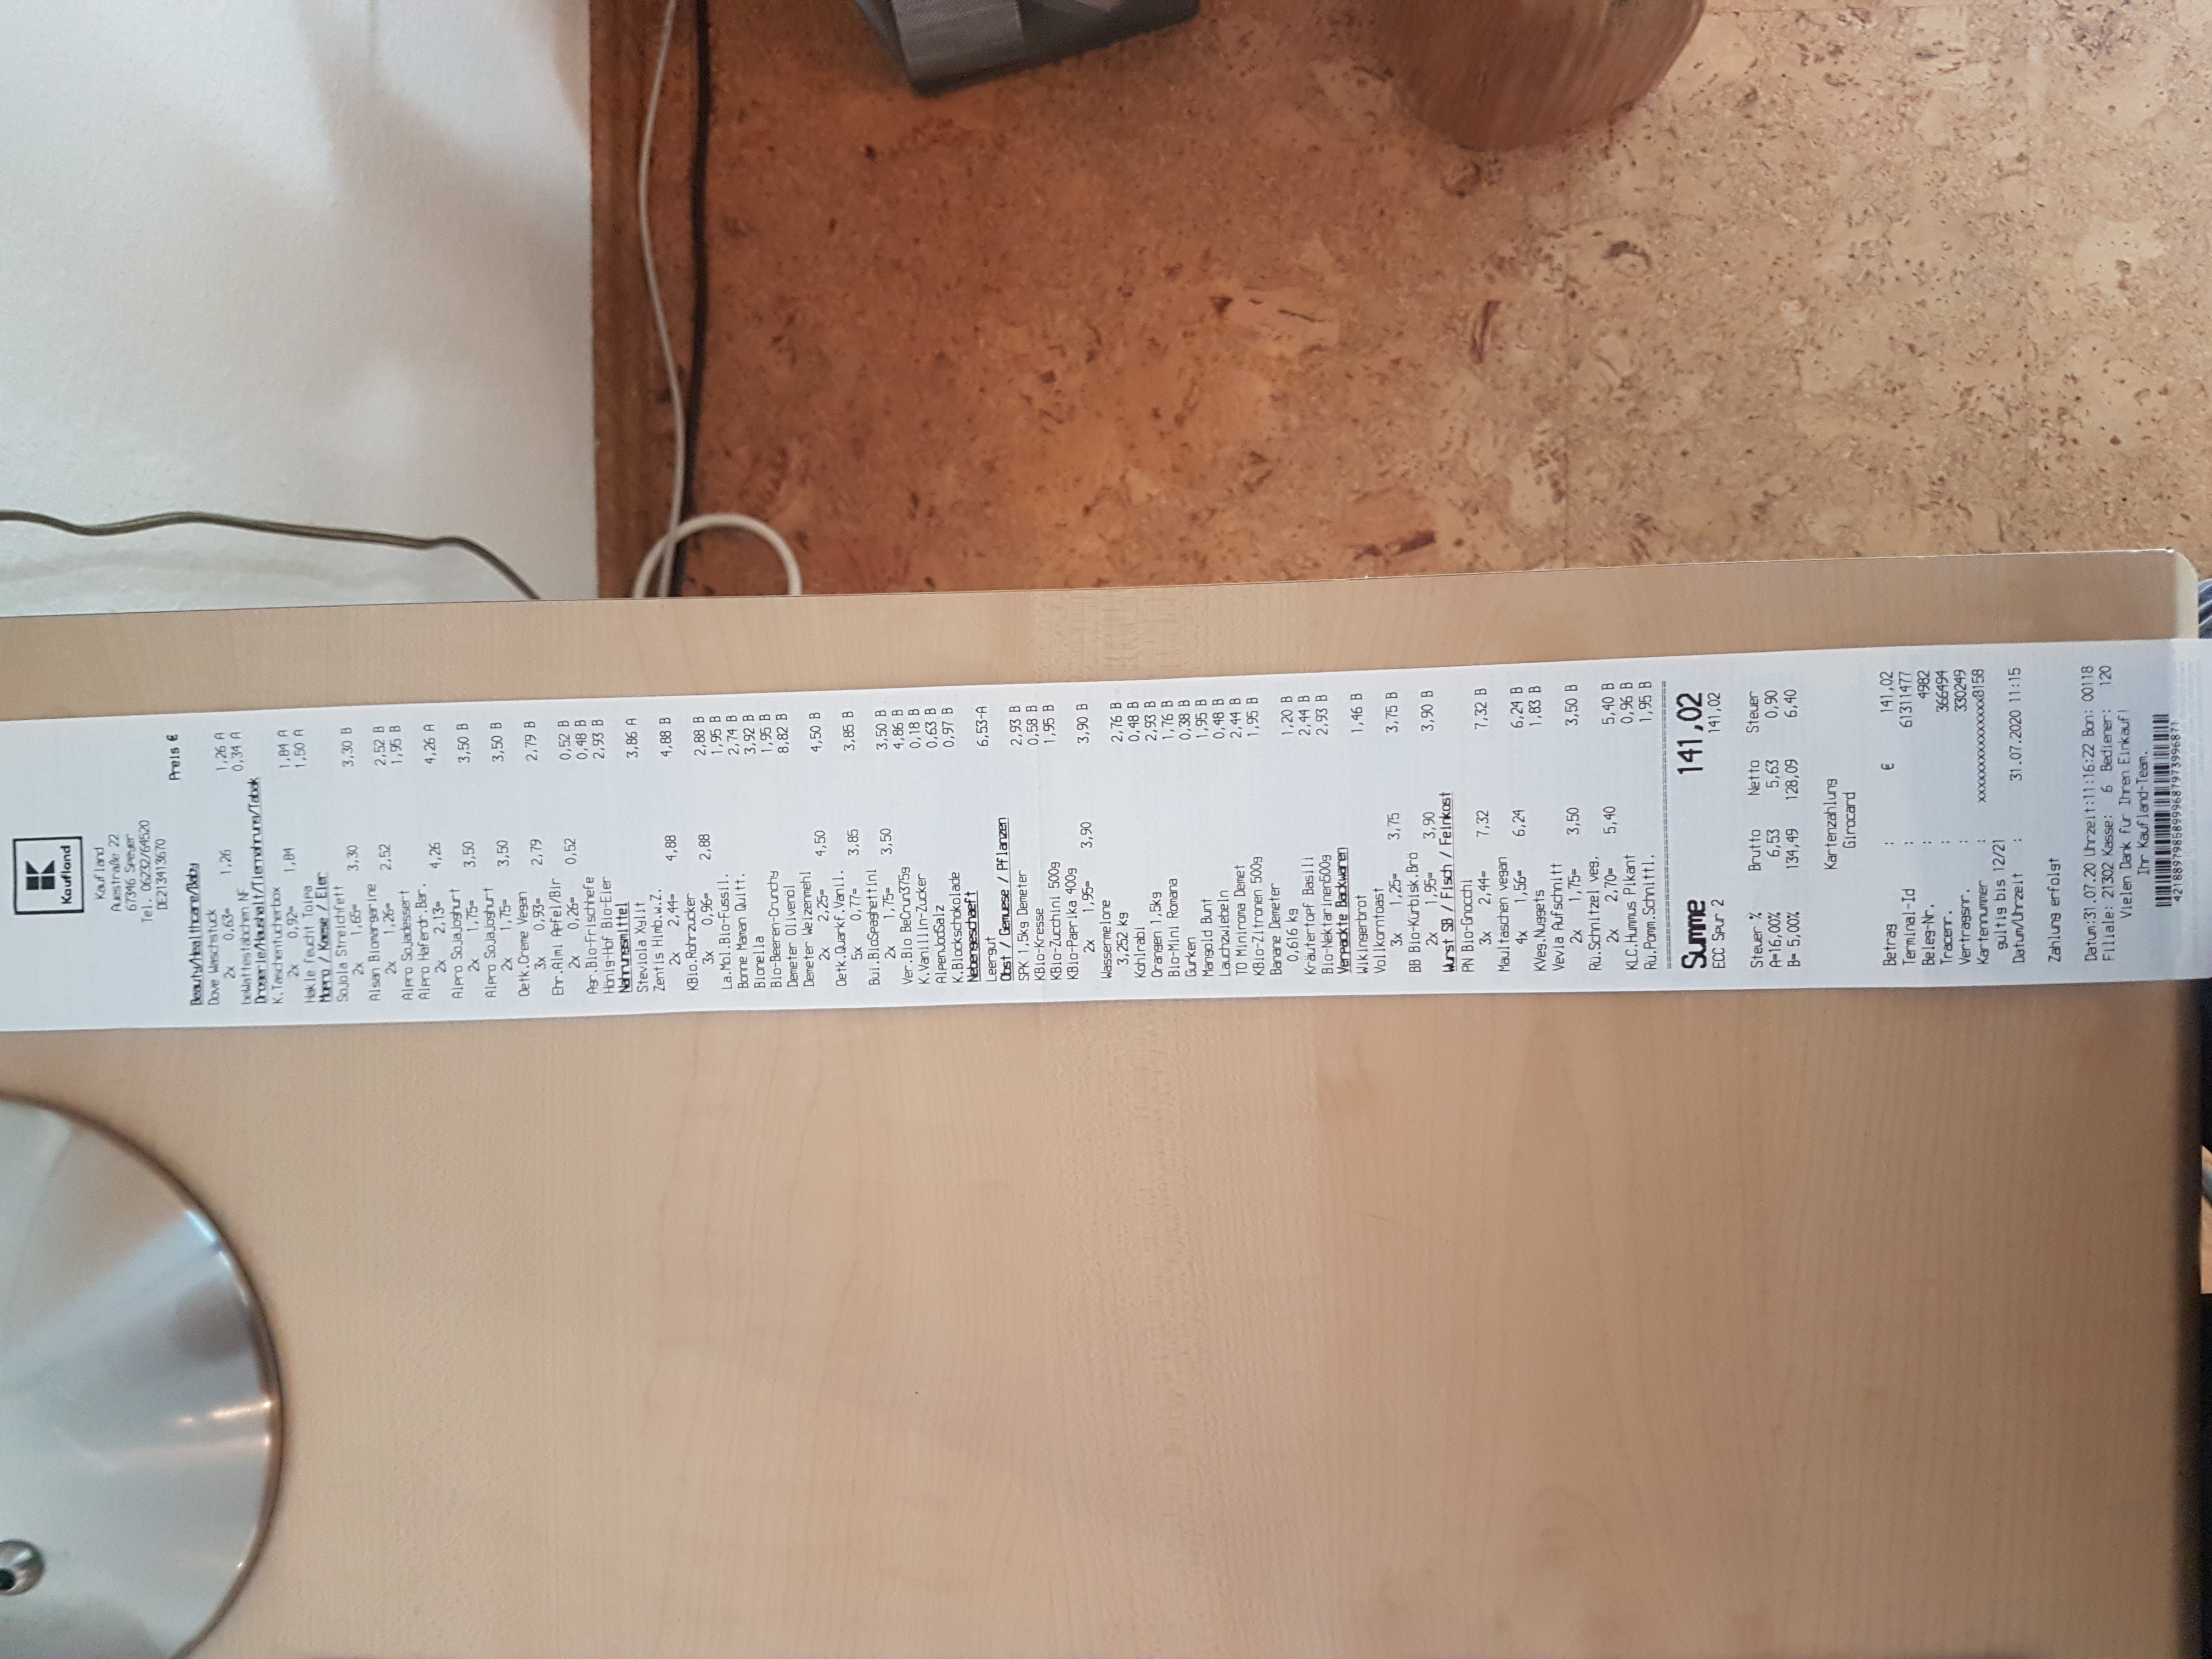 Kaufland
Kaufland
Auestraße 22
67346 Speyer
Tel. 06232/64520
DE213413670
Preis €
Beauty/Healthcare/Baby
Dove Waschstück
2x 0,63= 1,26 1,26 A
beWattestäbchen NF 0,34 A
Drogerie/Haushalt/Tiernahrung/Tabak
K.Taschentücherbox
2x 0,92= 1,84 1,84 A
Hakle feucht Toipa 1,50 A
Mopro / Kaese / Eier
Sojola Streichfett
2x 1,65= 3,30 3,30 B
Alsan Biomargarine
2x 1,26= 2,52 2,52 B
Alpro Sojadessert 1,95 B
Alpro Haferdr.Bar.
2x 2,13= 4,26 4,26 A
Alpro Sojajoghurt
2x 1,75= 3,50 3,50 B
Alpro Sojajoghurt
2x 1,75= 3,50 3,50 B
Oetk.Creme Vegan
3x 0,93= 2,79 2,79 B
Ehr.Almi Apfel/Bir
2x 0,26= 0,52 0,52 B
Agr.Bio-Frischhefe 0,48 B
Honig-Hof Bio-Eier 2,93 B
Nahrungsmittel
Steviola Xylit 3,86 A
Zentis Himb.w.Z.
2x 2,44= 4,88 4,88 B
KBio.Rohrzucker
3x 0,96= 2,88 2,88 B
La.Mol.Bio-Fussil. 1,95 B
Bonne Maman Quitt. 2,74 B
Bionella 3,92 B
Bio-Beeren-Crunchy 1,95 B
Demeter Olivenöl 8,82 B
Demeter Weizenmehl
2x 2,25= 4,50 4,50 B
Oetk.Quarkf.Vanil.
5x 0,77= 3,85 3,85 B
Bui.BioSpaghettini
2x 1,75= 3,50 3,50 B
Ver.Bio BeCrun375g 4,86 B
K.Vanillin-Zucker 0,18 B
AlpenJodSalz 0,63 B
K.Blockschokolade 0,97 B
Nebengeschaeft
Leergut 6,53-A
Obst / Gemuese / Pflanzen
SPK 1,5kg Demeter 2,93 B
KBio-Kresse 0,58 B
KBio-Zucchini 500g 1,95 B
KBio-Paprika 400g
2x 1,95= 3,90 3,90 B
Wassermelone
3,252 kg 2,76 B
Kohlrabi 0,48 B
Orangen 1,5kg 2,93 B
Bio-Mini Romana 1,76 B
Gurken 0,38 B
Mangold Bunt 1,95 B
Lauchzwiebeln 0,48 B
TO Miniroma Demet 2,44 B
KBio-Zitronen 500g 1,95 B
Banane Demeter
0,616 kg 1,20 B
Kräutertopf Basili 2,44 B
Bio-Nektarinen500g 2,93 B
Verpackte Backwaren
Wikingerbrot 1,46 B
Vollkorntoast
3x 1,25= 3,75 3,75 B
BB Bio-Kürbisk.Brö
2x 1,95= 3,90 3,90 B
Wurst SB / Fisch / Feinkost
PN Bio-Gnocchi
3x 2,44= 7,32 7,32 B
Maultaschen vegan
4x 1,56= 6,24 6,24 B
KVeg.Nuggets 1,83 B
Vevia Aufschnitt
2x 1,75= 3,50 3,50 B
Rü.Schnitzel veg.
2x 2,70= 5,40 5,40 B
KLC.Hummus Pikant 0,96 B
Rü.Pomm.Schnittl. 1,95 B
Summe 141,02
ECC Spur 2 141,02
Steuer % Brutto Netto Steuer
A=16,00% 6,53 5,63 0,90
B= 5,00% 134,49 128,09 6,40
Kartenzahlung
Girocard
Betrag : € 141,02
Terminal-Id : 61311477
Beleg-Nr. : 4982
Tracenr. : 366494
Vertragsnr. : 330249
Kartennummer : xxxxxxxxxxxxxxx8158
gültig bis 12/21
Datum/Uhrzeit : 31.07.2020 11:15
Zahlung erfolgt
Datum:31.07.20 Uhrzeit:11:16:22 Bon: 00118
Filiale: 21302 Kasse: 6 Bediener: 120
Vielen Dank für Ihren Einkauf!
Ihr Kaufland-Team.
4218897985899968797399687​1